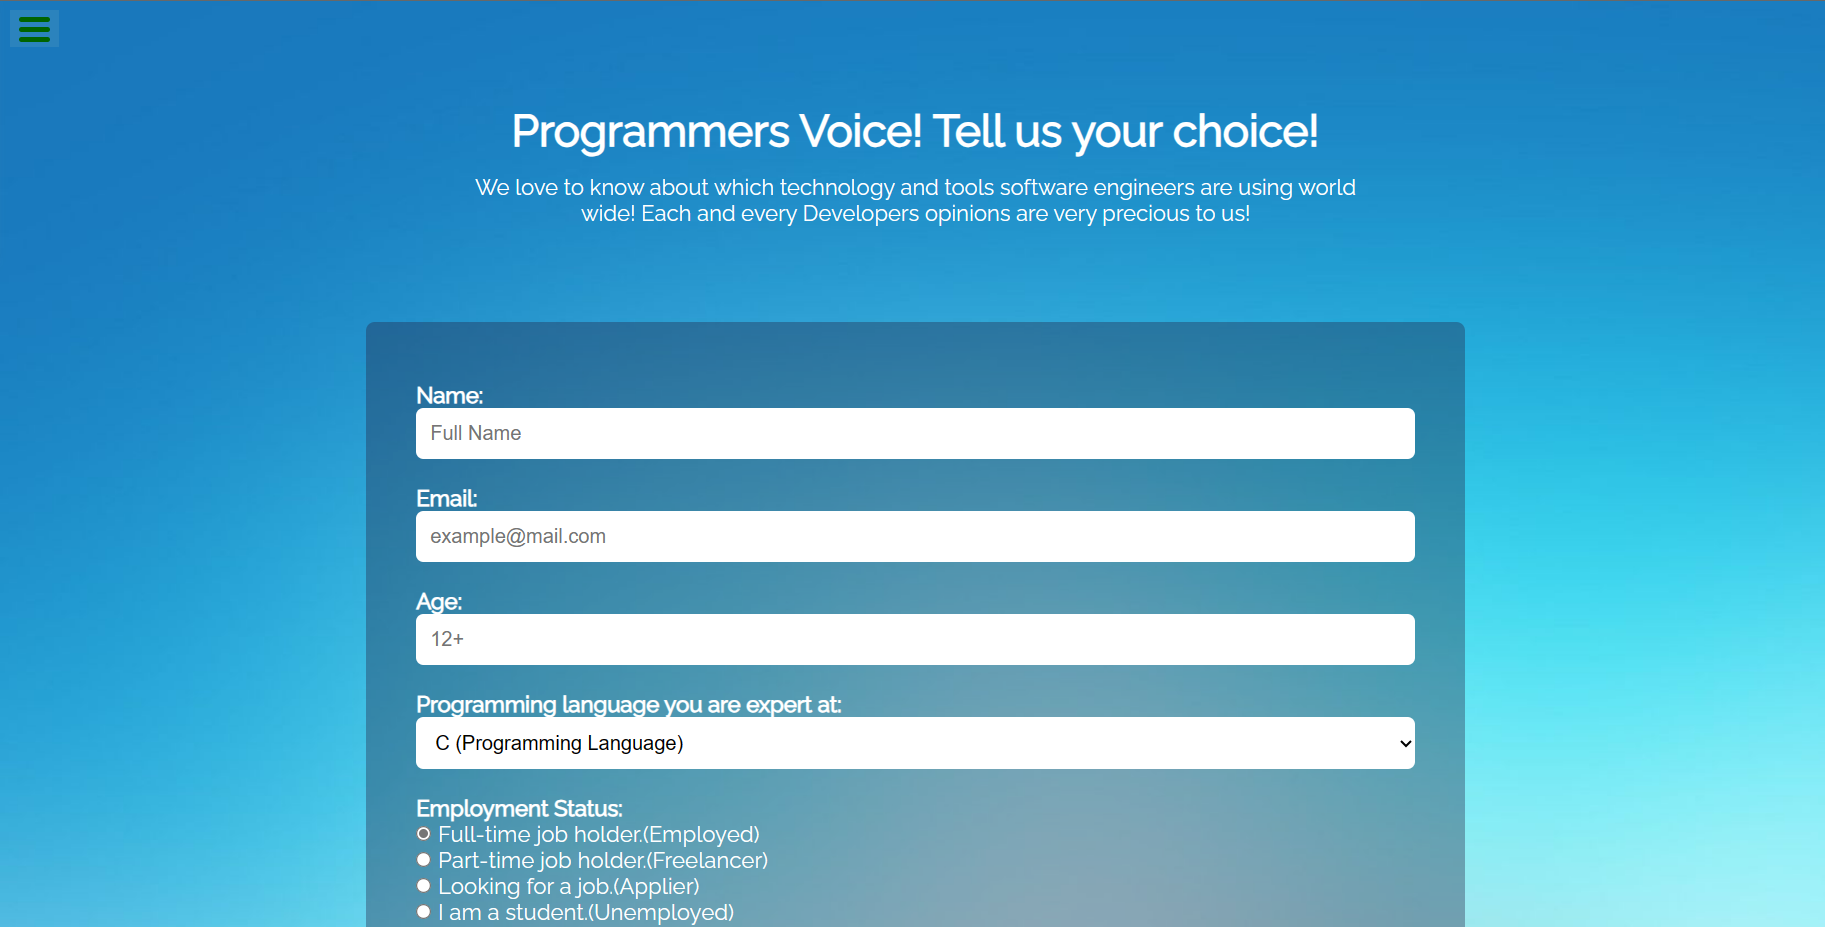 Programmers Voice! Tell us your choice!
We love to know about which technology and tools software engineers are using world
wide! Each and every Developers opinions are very precious to us!
Name:
Full Name
Email:
example@mail.com
Age:
12+
Programming language you are expert at:
C (Programming Language)
Employment Status:
Full-time job holder.(Employed)
Part-time job holder.(Freelancer)
Looking for a job.(Applier)
I am a student.(Unemployed)